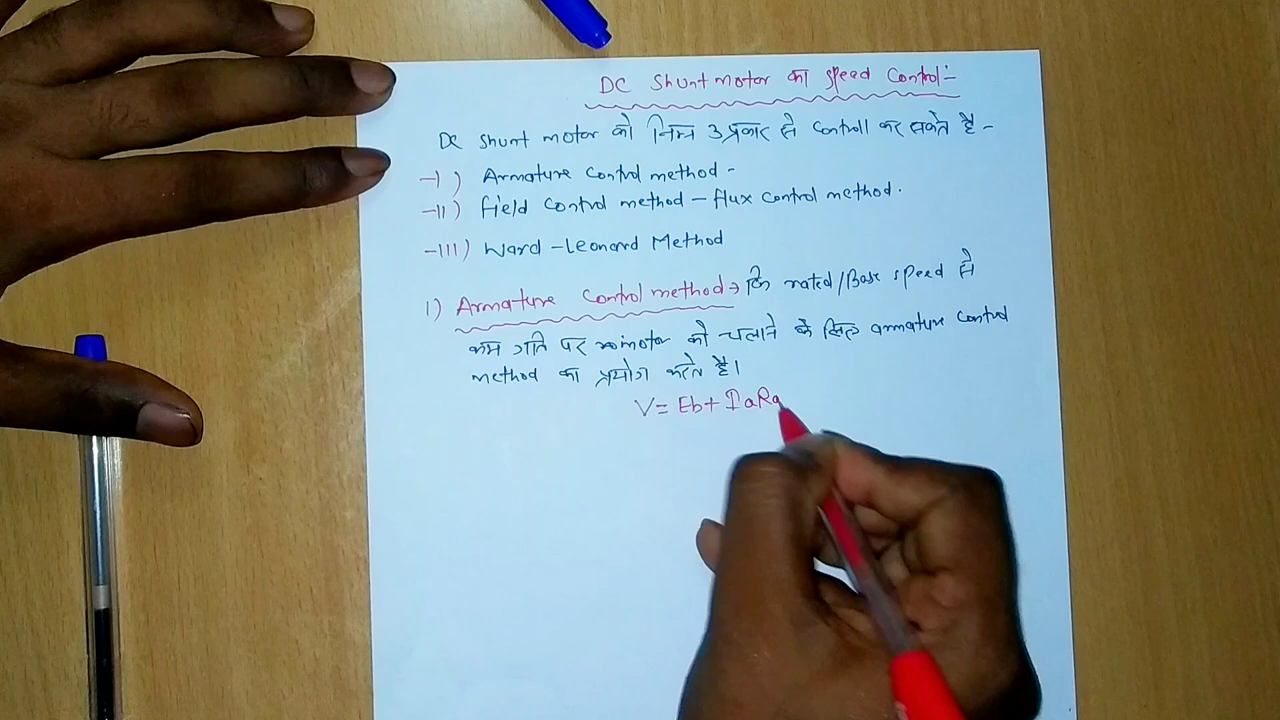 DC Shunt motor का speed Control:-
DC shunt motor को निम्न 3 प्रकार से Controll कर सकते है -
-I) Armature Control method -
-II) field Control method - flux Control method.
-III) Ward - Leonard Method
1) Armature Control method → rated/Base speed से
कम गति पर motor को चलाने के लिए armature Control
method का प्रयोग करते है।
V = Eb + IaRa